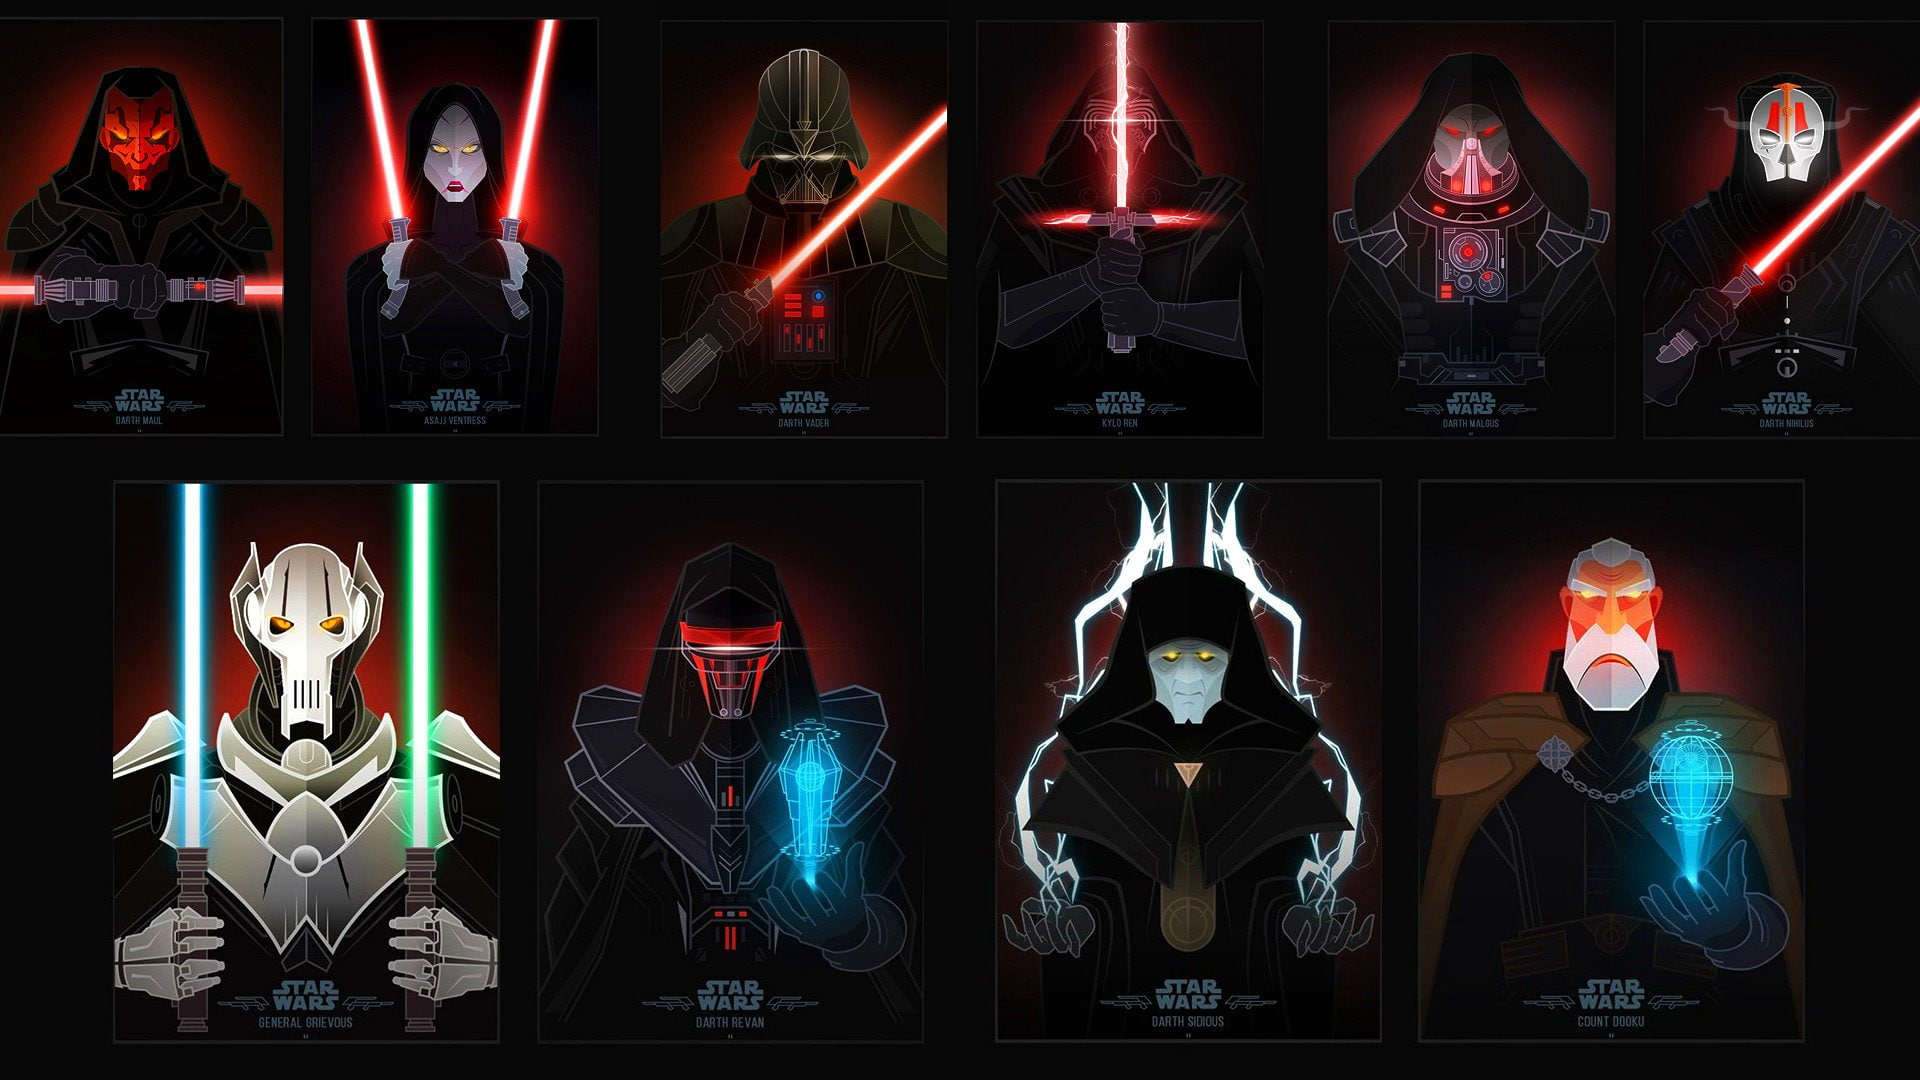 STAR
WARS
DARTH MAUL
STAR
WARS
ASAJJ VENTRESS
STAR
WARS
DARTH VADER
STAR
WARS
KYLO REN
STAR
WARS
DARTH MALGUS
STAR
WARS
DARTH NIHILUS
STAR
WARS
GENERAL GRIEVOUS
STAR
WARS
DARTH REVAN
STAR
WARS
DARTH SIDIOUS
STAR
WARS
COUNT DOOKU